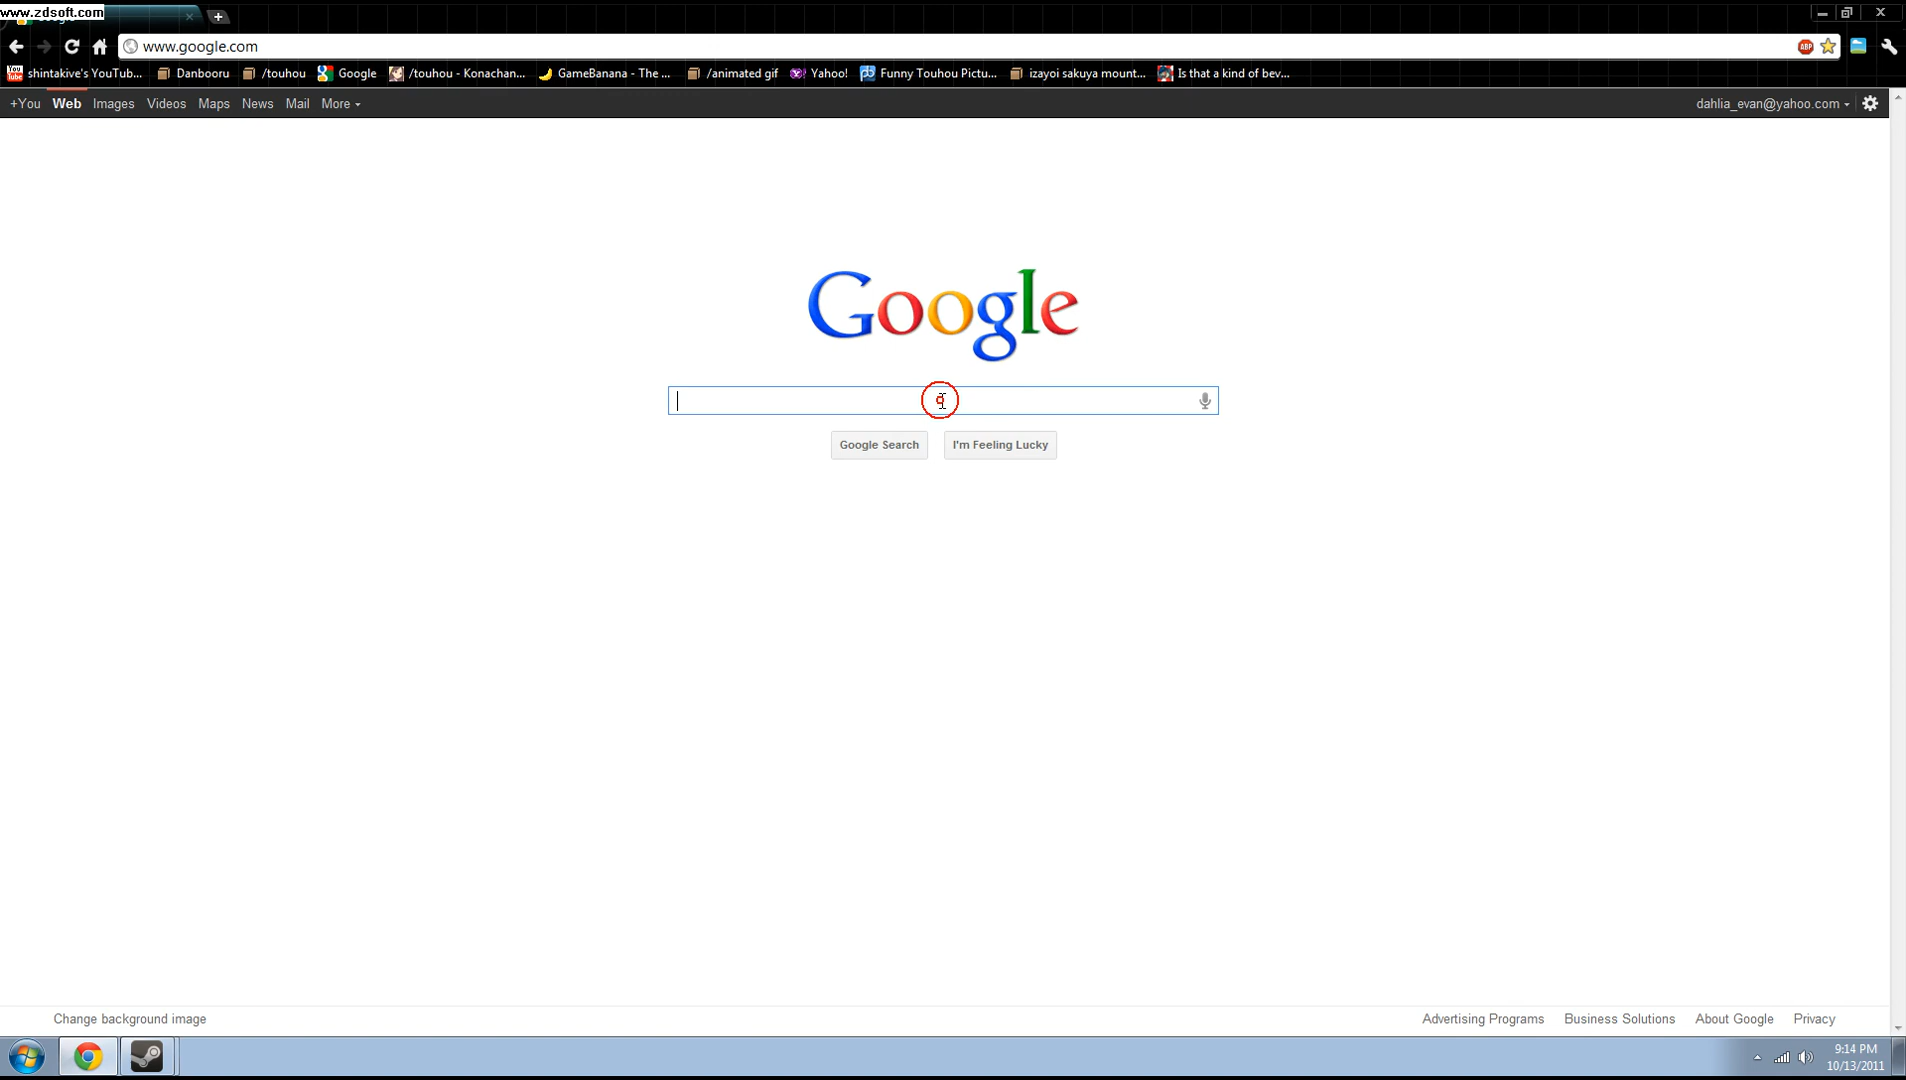 www.zdsoft.com
www.google.com
ABP
You Tube shintakive's YouTub... Danbooru /touhou Google /touhou - Konachan... GameBanana - The ... /animated gif Yahoo! Funny Touhou Pictu... izayoi sakuya mount... Is that a kind of bev...
+You Web Images Videos Maps News Mail More dahlia_evan@yahoo.com
Google
Google Search I'm Feeling Lucky
Change background image Advertising Programs Business Solutions About Google Privacy
9:14 PM
10/13/2011